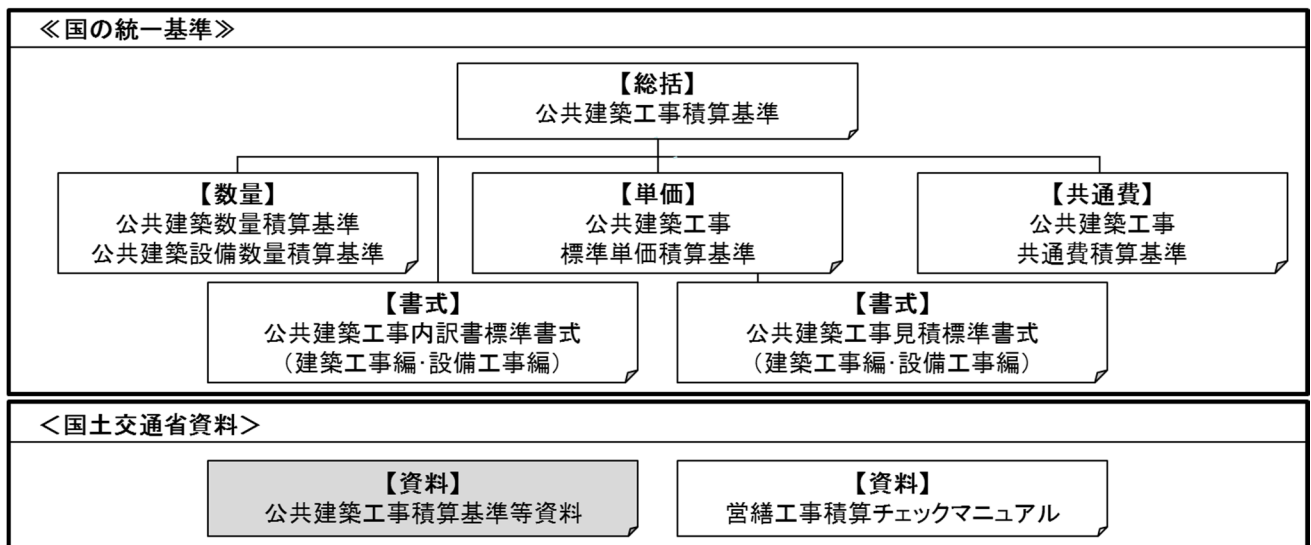 ≪国の統一基準≫
【総括】
公共建築工事積算基準
【数量】
公共建築数量積算基準
公共建築設備数量積算基準
【単価】
公共建築工事
標準単価積算基準
【共通費】
公共建築工事
共通費積算基準
【書式】
公共建築工事内訳書標準書式
（建築工事編･設備工事編）
【書式】
公共建築工事見積標準書式
（建築工事編･設備工事編）
＜国土交通省資料＞
【資料】
公共建築工事積算基準等資料
【資料】
営繕工事積算チェックマニュアル